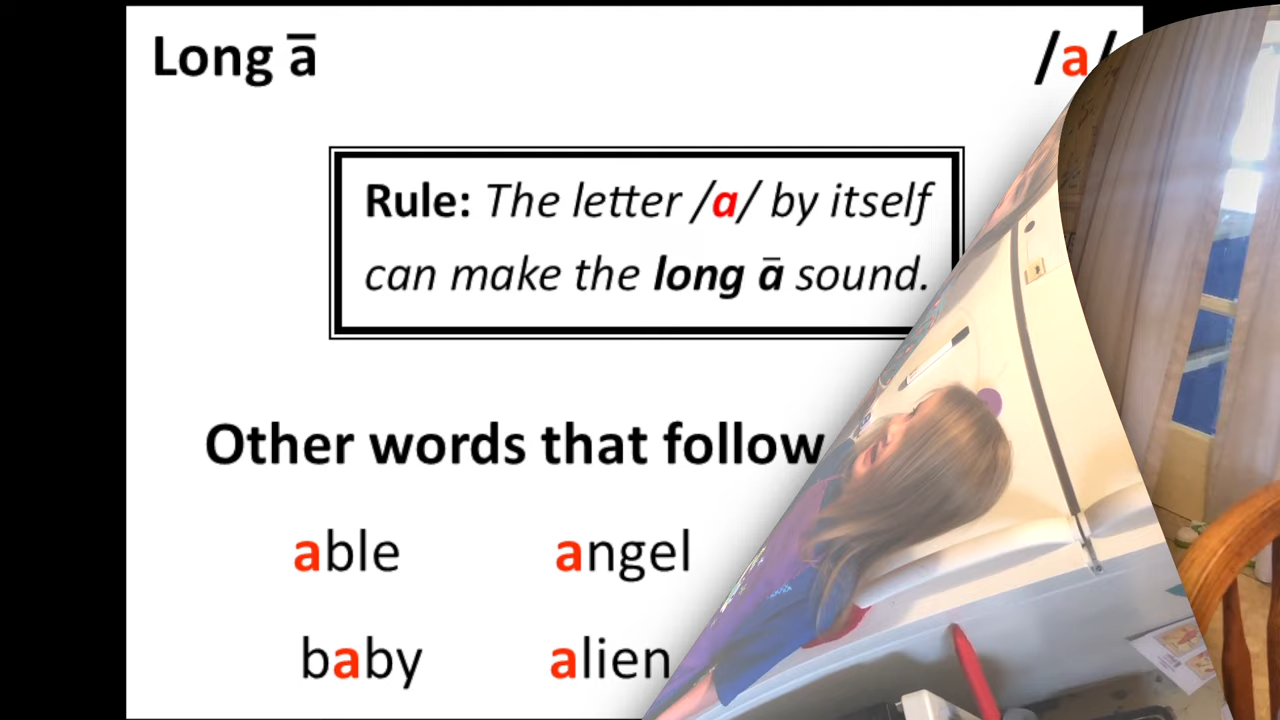 Long ā /a/
Rule: The letter /a/ by itself
can make the long ā sound.
Other words that follow
able angel
baby alien